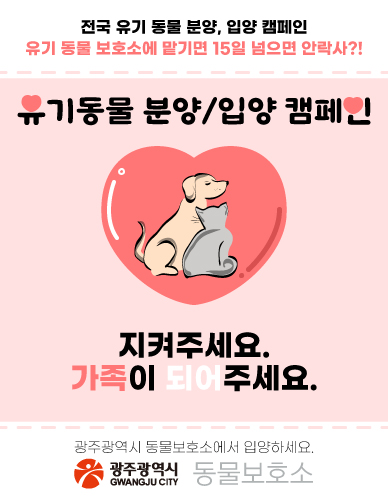 전국 유기 동물 분양, 입양 캠페인
유기 동물 보호소에 맡기면 15일 넘으면 안락사?!
유기동물 분양/입양 캠페인
지켜주세요.
가족이 되어주세요.
광주광역시 동물보호소에서 입양하세요.
광주광역시 동물보호소
GWANGJU CITY